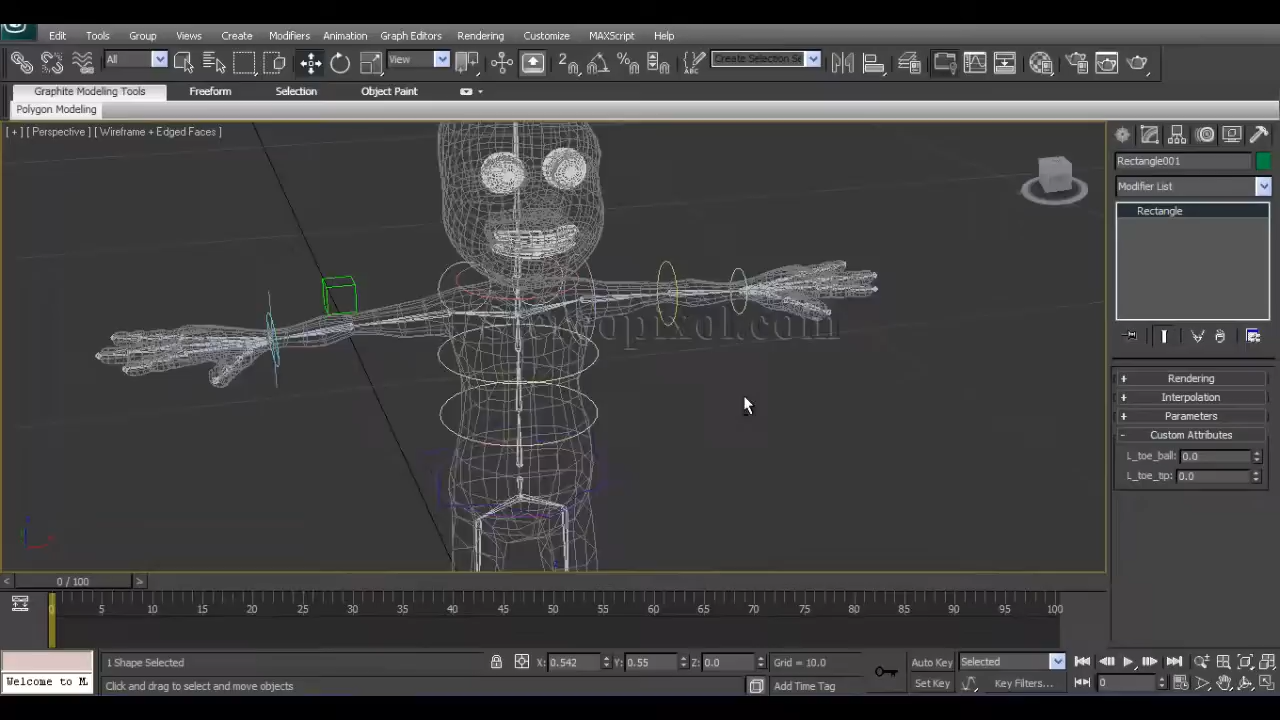 Edit Tools Group Views Create Modifiers Animation Graph Editors Rendering Customize MAXScript Help
All View Create Selection Se
Graphite Modeling Tools Freeform Selection Object Paint
Polygon Modeling
[ + ] [ Perspective ] [ Wireframe + Edged Faces ]
Rectangle001
Modifier List
Rectangle
Rendering
Interpolation
Parameters
Custom Attributes
L_toe_ball: 0.0
L_toe_tip: 0.0
0 / 100
0 5 10 15 20 25 30 35 40 45 50 55 60 65 70 75 80 85 90 95 100
1 Shape Selected X: 0.542 Y: 0.55 Z: 0.0 Grid = 10.0 Auto Key Selected
Welcome to M Click and drag to select and move objects Add Time Tag Set Key Key Filters... 0